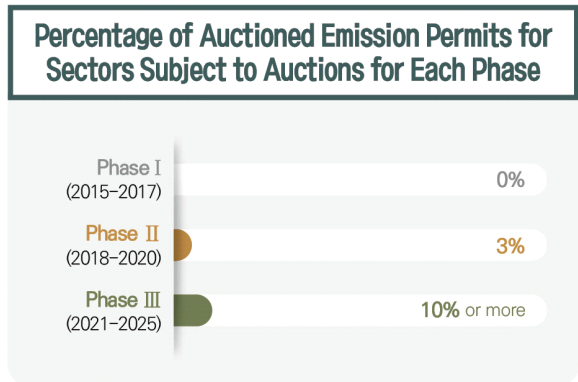 Percentage of Auctioned Emission Permits for
Sectors Subject to Auctions for Each Phase
Phase Ⅰ
(2015-2017)
0%
Phase Ⅱ
(2018-2020)
3%
Phase Ⅲ
(2021-2025)
10% or more